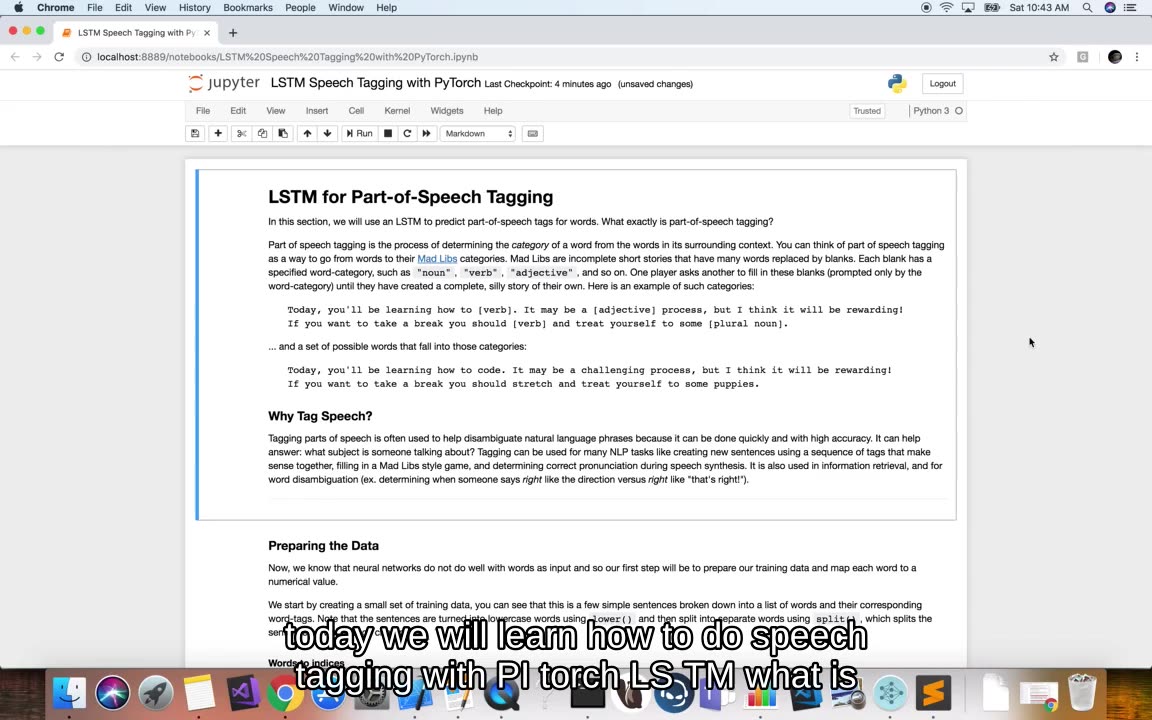 Chrome File Edit View History Bookmarks People Window Help Sat 10:43 AM
LSTM Speech Tagging with Py
localhost:8889/notebooks/LSTM%20Speech%20Tagging%20with%20PyTorch.ipynb
jupyter LSTM Speech Tagging with PyTorch Last Checkpoint: 4 minutes ago (unsaved changes) Logout
File Edit View Insert Cell Kernel Widgets Help Trusted Python 3
Run Markdown
LSTM for Part-of-Speech Tagging
In this section, we will use an LSTM to predict part-of-speech tags for words. What exactly is part-of-speech tagging?
Part of speech tagging is the process of determining the category of a word from the words in its surrounding context. You can think of part of speech tagging
as a way to go from words to their Mad Libs categories. Mad Libs are incomplete short stories that have many words replaced by blanks. Each blank has a
specified word-category, such as "noun", "verb", "adjective", and so on. One player asks another to fill in these blanks (prompted only by the
word-category) until they have created a complete, silly story of their own. Here is an example of such categories:
Today, you'll be learning how to [verb]. It may be a [adjective] process, but I think it will be rewarding!
If you want to take a break you should [verb] and treat yourself to some [plural noun].
... and a set of possible words that fall into those categories:
Today, you'll be learning how to code. It may be a challenging process, but I think it will be rewarding!
If you want to take a break you should stretch and treat yourself to some puppies.
Why Tag Speech?
Tagging parts of speech is often used to help disambiguate natural language phrases because it can be done quickly and with high accuracy. It can help
answer: what subject is someone talking about? Tagging can be used for many NLP tasks like creating new sentences using a sequence of tags that make
sense together, filling in a Mad Libs style game, and determining correct pronunciation during speech synthesis. It is also used in information retrieval, and for
word disambiguation (ex. determining when someone says right like the direction versus right like "that's right!").
Preparing the Data
Now, we know that neural networks do not do well with words as input and so our first step will be to prepare our training data and map each word to a
numerical value.
We start by creating a small set of training data, you can see that this is a few simple sentences broken down into a list of words and their corresponding
word-tags. Note that the sentences are turned into lowercase words using lower() and then split into separate words using split(), which splits the
Words to indices
today we will learn how to do speech
tagging with PI torch LS TM what is